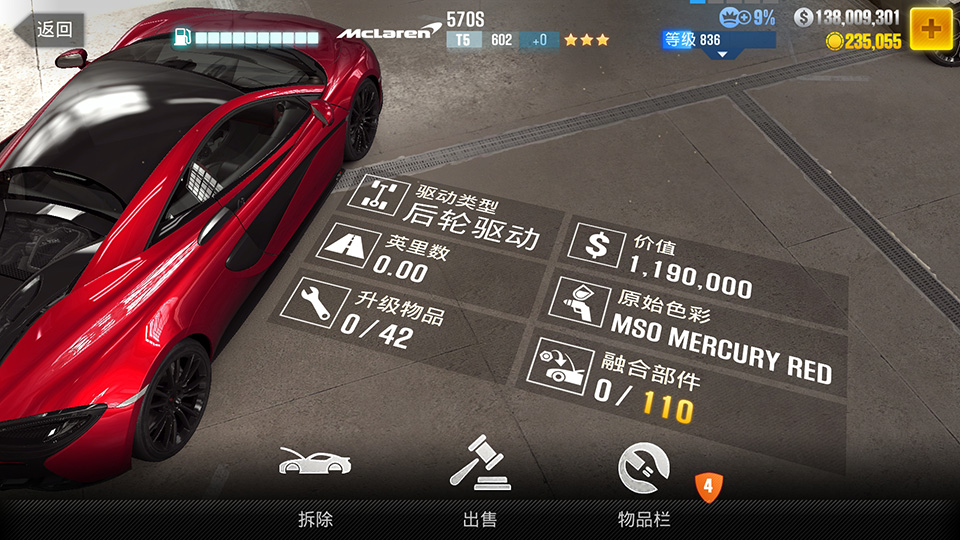 返回
McLaren
570S
T5 602 +0
9%
等级 836
138,009,301
235,055
驱动类型
后轮驱动
英里数
0.00
升级物品
0/42
$
价值
1,190,000
原始色彩
MSO MERCURY RED
融合部件
0/110
拆除
出售
物品栏
4